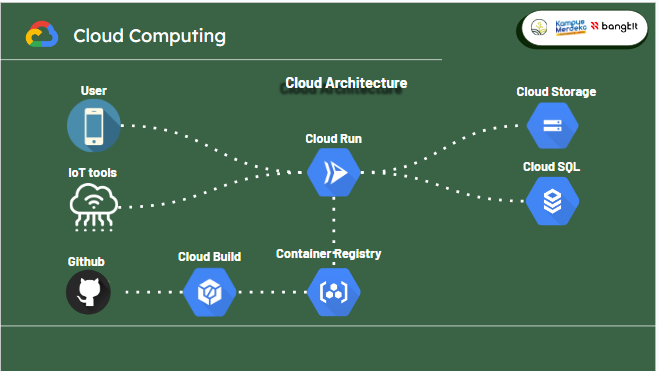 Cloud Computing
Kampus
Merdeka
bangkit
Cloud Architecture
User
Cloud Storage
Cloud Run
IoT tools
Cloud SQL
Github
Cloud Build
Container Registry